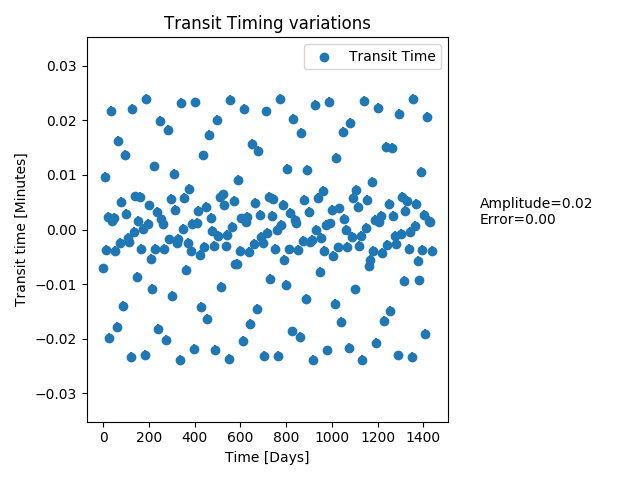 Transit Timing variations
Transit Time
Transit time [Minutes]
0.03
0.02
0.01
0.00
−0.01
−0.02
−0.03
Amplitude=0.02
Error=0.00
0 200 400 600 800 1000 1200 1400
Time [Days]